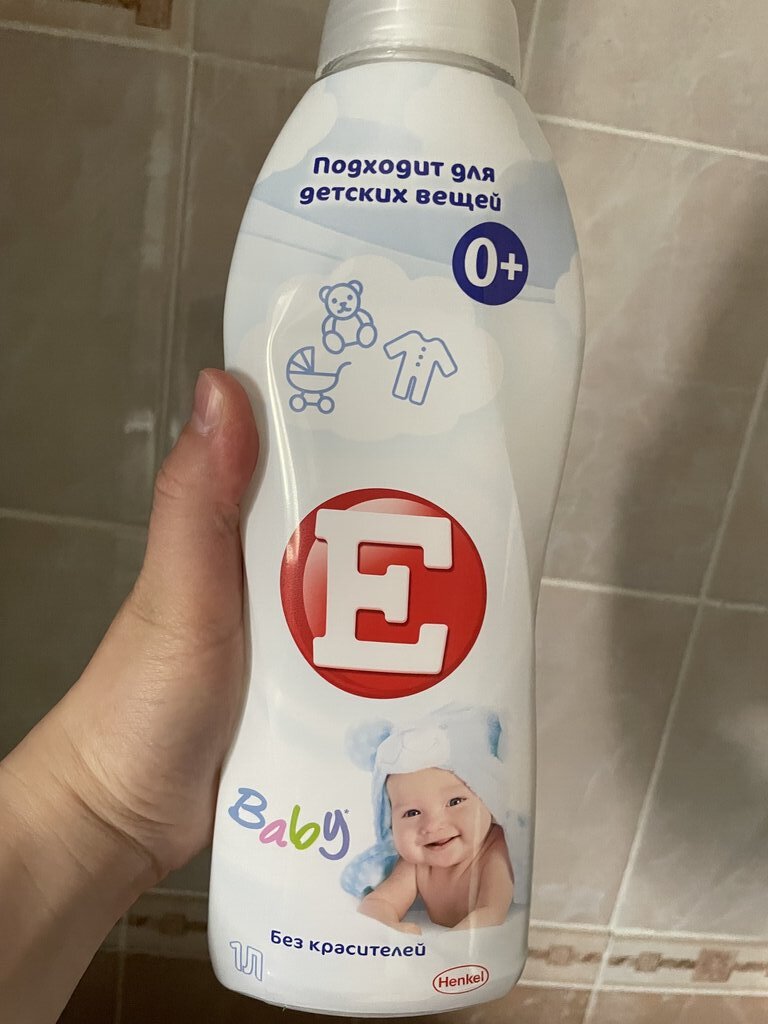 Подходит для
детских вещей
0+
E
Baby*
Без красителей
1Л
Henkel